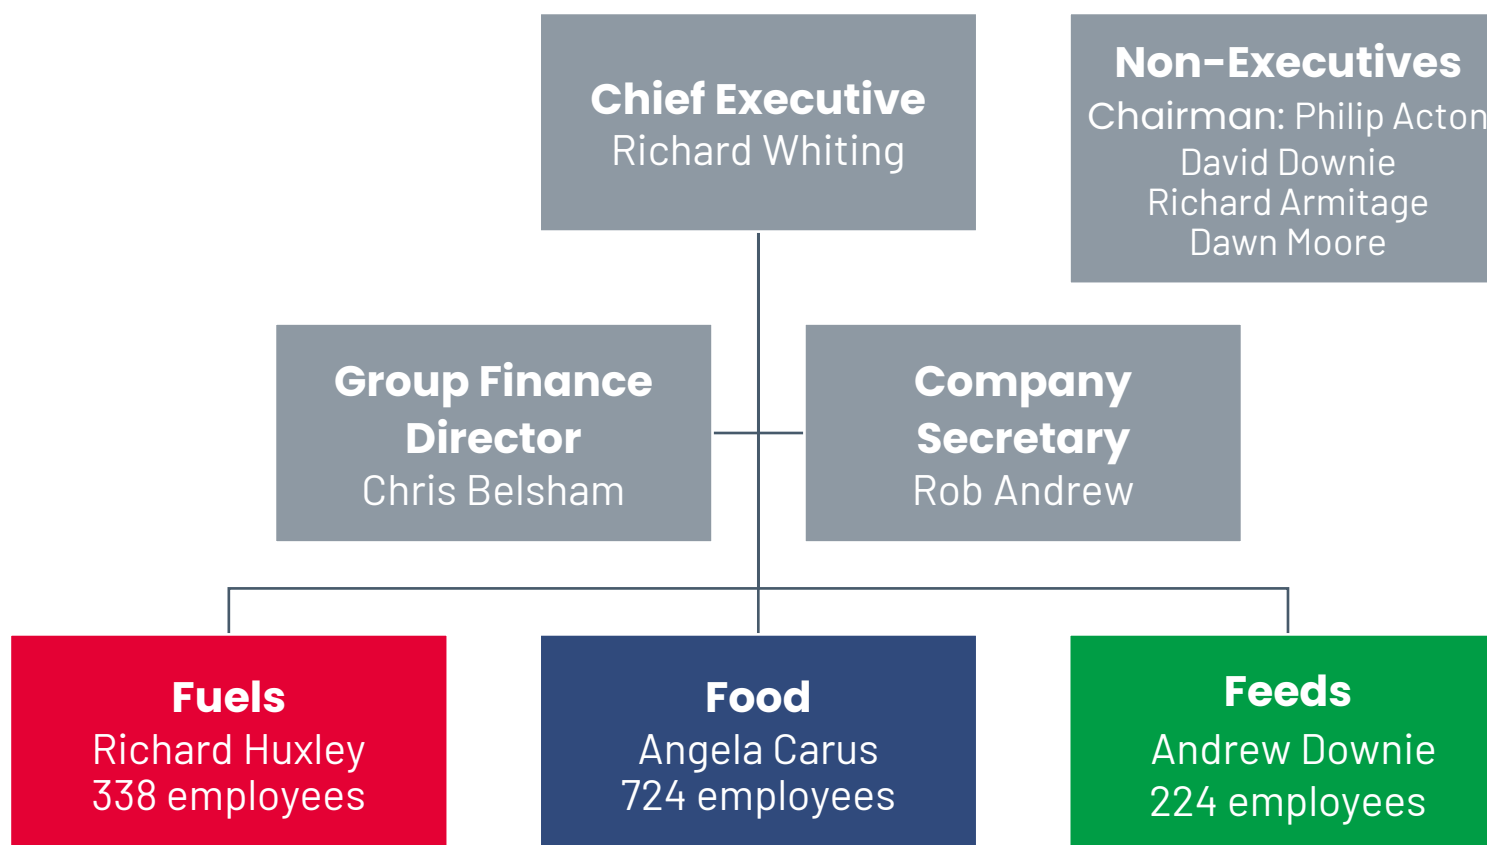 Chief Executive
Richard Whiting
Non-Executives
Chairman: Philip Acton
David Downie
Richard Armitage
Dawn Moore
Group Finance
Director
Chris Belsham
Company
Secretary
Rob Andrew
Fuels
Richard Huxley
338 employees
Food
Angela Carus
724 employees
Feeds
Andrew Downie
224 employees